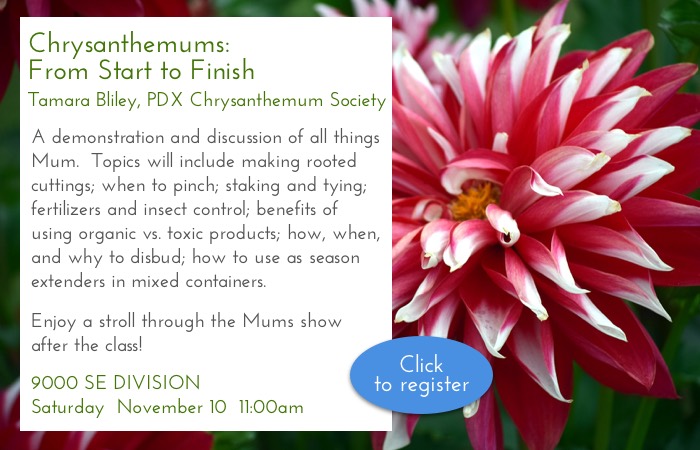 Chrysanthemums:
From Start to Finish
Tamara Bliley, PDX Chrysanthemum Society
A demonstration and discussion of all things
Mum.  Topics will include making rooted
cuttings; when to pinch; staking and tying;
fertilizers and insect control; benefits of
using organic vs. toxic products; how, when,
and why to disbud; how to use as season
extenders in mixed containers.
Enjoy a stroll through the Mums show
after the class!
9000 SE DIVISION
Saturday  November 10  11:00am
Click
to register